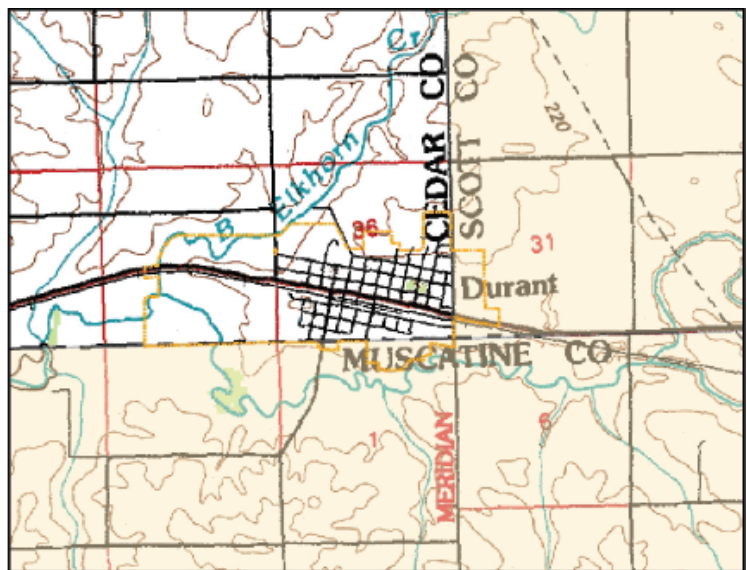 Cr
CEDAR CO
SCOTT CO
220
Elkhorn
B
36
31
Durant
MUSCATINE CO
1
MERIDIAN
6